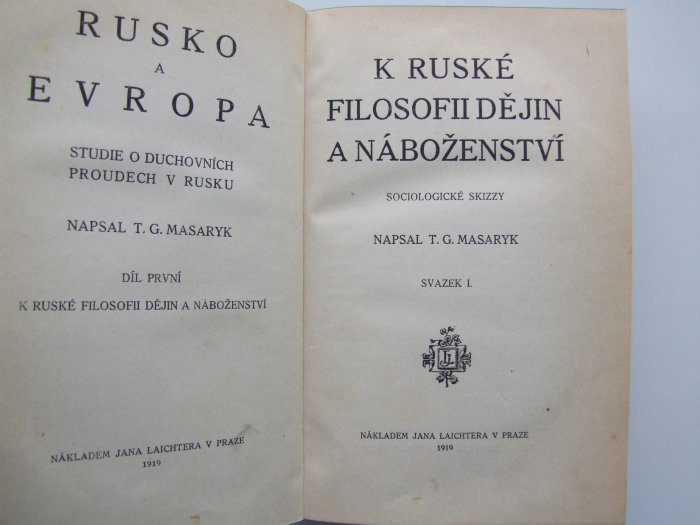 RUSKO
A
EVROPA
STUDIE O DUCHOVNÍCH
PROUDECH V RUSKU
NAPSAL T. G. MASARYK
DÍL PRVNÍ
K RUSKÉ FILOSOFII DĚJIN A NÁBOŽENSTVÍ
NÁKLADEM JANA LAICHTERA V PRAZE
1919
K RUSKÉ
FILOSOFII DĚJIN
A NÁBOŽENSTVÍ
SOCIOLOGICKÉ SKIZZY
NAPSAL T. G. MASARYK
SVAZEK I.
NÁKLADEM JANA LAICHTERA V PRAZE
1919